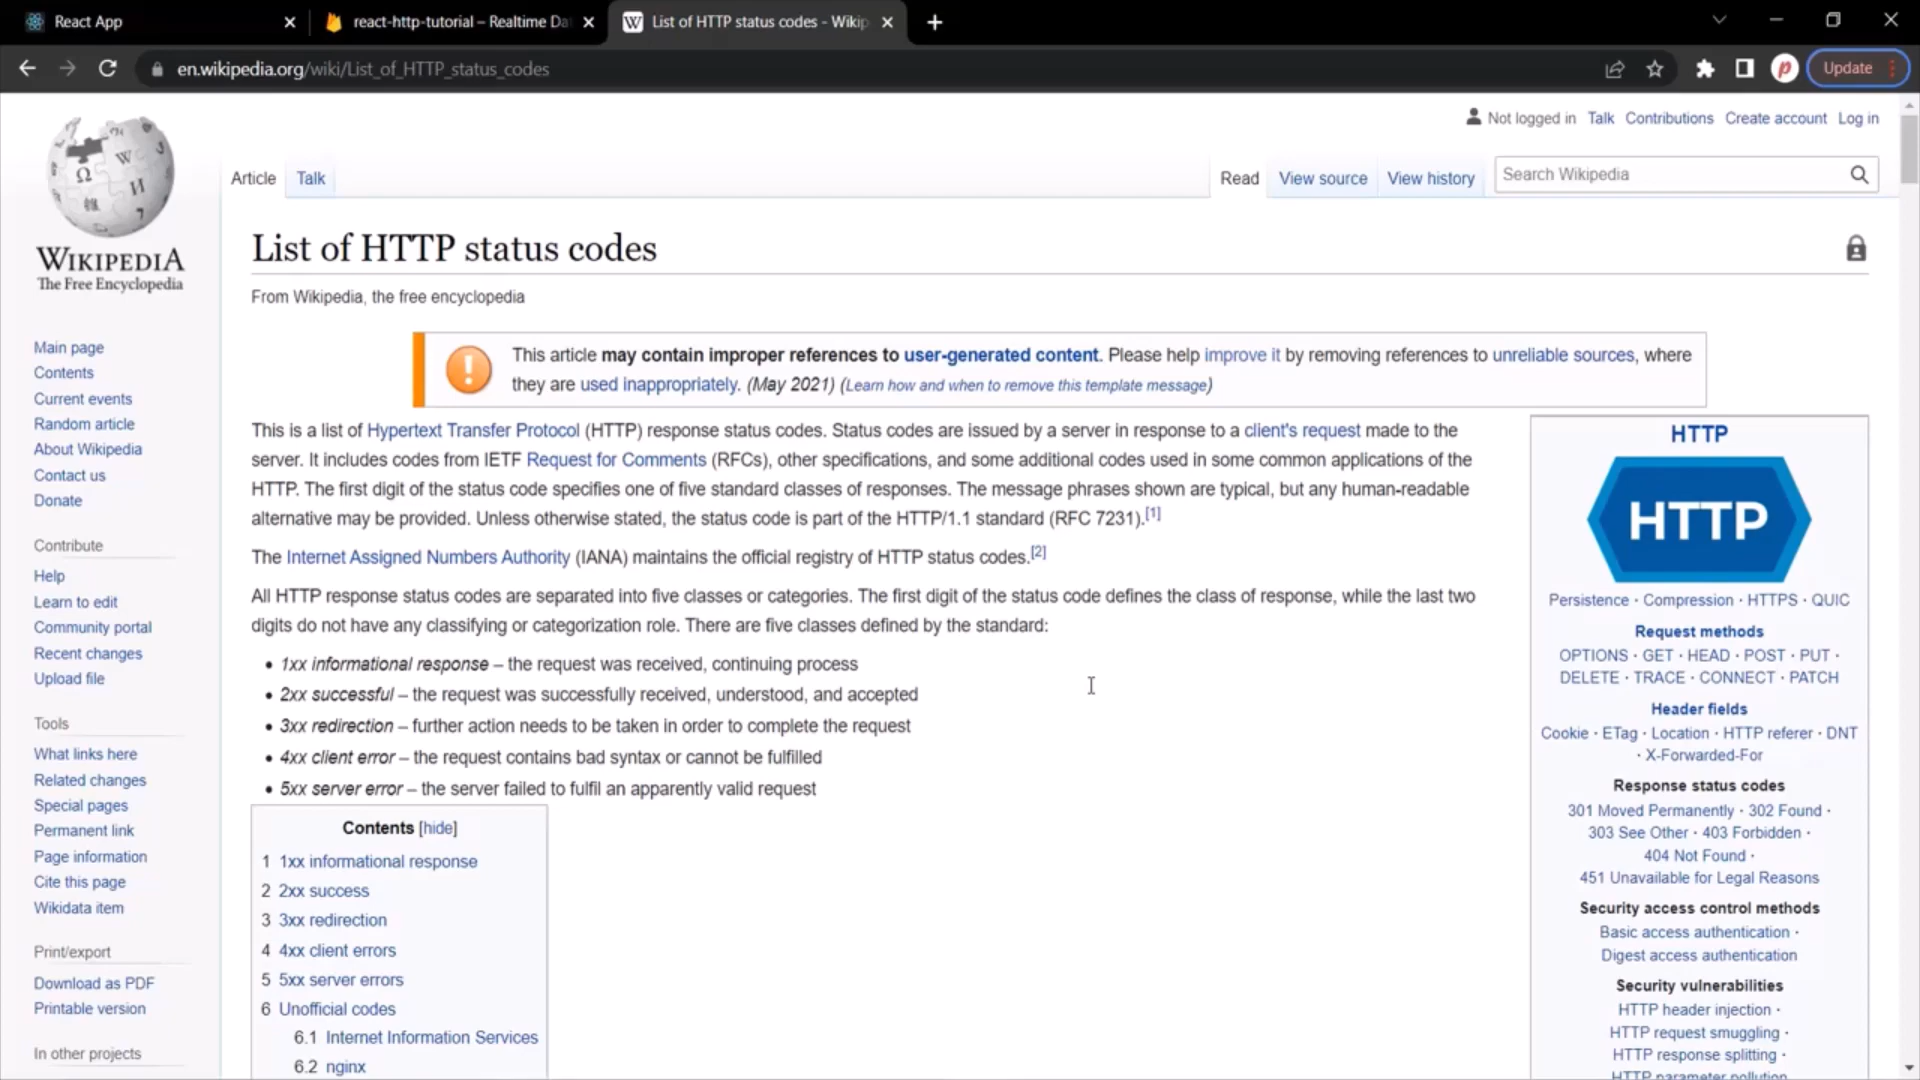 React App
react-http-tutorial – Realtime Da
List of HTTP status codes - Wikip
en.wikipedia.org/wiki/List_of_HTTP_status_codes
Update
Not logged in Talk Contributions Create account Log in
Article Talk Read View source View history Search Wikipedia
WIKIPEDIA
The Free Encyclopedia
Main page
Contents
Current events
Random article
About Wikipedia
Contact us
Donate
Contribute
Help
Learn to edit
Community portal
Recent changes
Upload file
Tools
What links here
Related changes
Special pages
Permanent link
Page information
Cite this page
Wikidata item
Print/export
Download as PDF
Printable version
In other projects
List of HTTP status codes
From Wikipedia, the free encyclopedia
This article may contain improper references to user-generated content. Please help improve it by removing references to unreliable sources, where
they are used inappropriately. (May 2021) (Learn how and when to remove this template message)
This is a list of Hypertext Transfer Protocol (HTTP) response status codes. Status codes are issued by a server in response to a client's request made to the
server. It includes codes from IETF Request for Comments (RFCs), other specifications, and some additional codes used in some common applications of the
HTTP. The first digit of the status code specifies one of five standard classes of responses. The message phrases shown are typical, but any human-readable
alternative may be provided. Unless otherwise stated, the status code is part of the HTTP/1.1 standard (RFC 7231).[1]
The Internet Assigned Numbers Authority (IANA) maintains the official registry of HTTP status codes.[2]
All HTTP response status codes are separated into five classes or categories. The first digit of the status code defines the class of response, while the last two
digits do not have any classifying or categorization role. There are five classes defined by the standard:
• 1xx informational response – the request was received, continuing process
• 2xx successful – the request was successfully received, understood, and accepted
• 3xx redirection – further action needs to be taken in order to complete the request
• 4xx client error – the request contains bad syntax or cannot be fulfilled
• 5xx server error – the server failed to fulfil an apparently valid request
Contents [hide]
1 1xx informational response
2 2xx success
3 3xx redirection
4 4xx client errors
5 5xx server errors
6 Unofficial codes
6.1 Internet Information Services
6.2 nginx
HTTP
HTTP
Persistence · Compression · HTTPS · QUIC
Request methods
OPTIONS · GET · HEAD · POST · PUT ·
DELETE · TRACE · CONNECT · PATCH
Header fields
Cookie · ETag · Location · HTTP referer · DNT
· X-Forwarded-For
Response status codes
301 Moved Permanently · 302 Found ·
303 See Other · 403 Forbidden ·
404 Not Found ·
451 Unavailable for Legal Reasons
Security access control methods
Basic access authentication ·
Digest access authentication
Security vulnerabilities
HTTP header injection ·
HTTP request smuggling ·
HTTP response splitting ·
HTTP parameter pollution